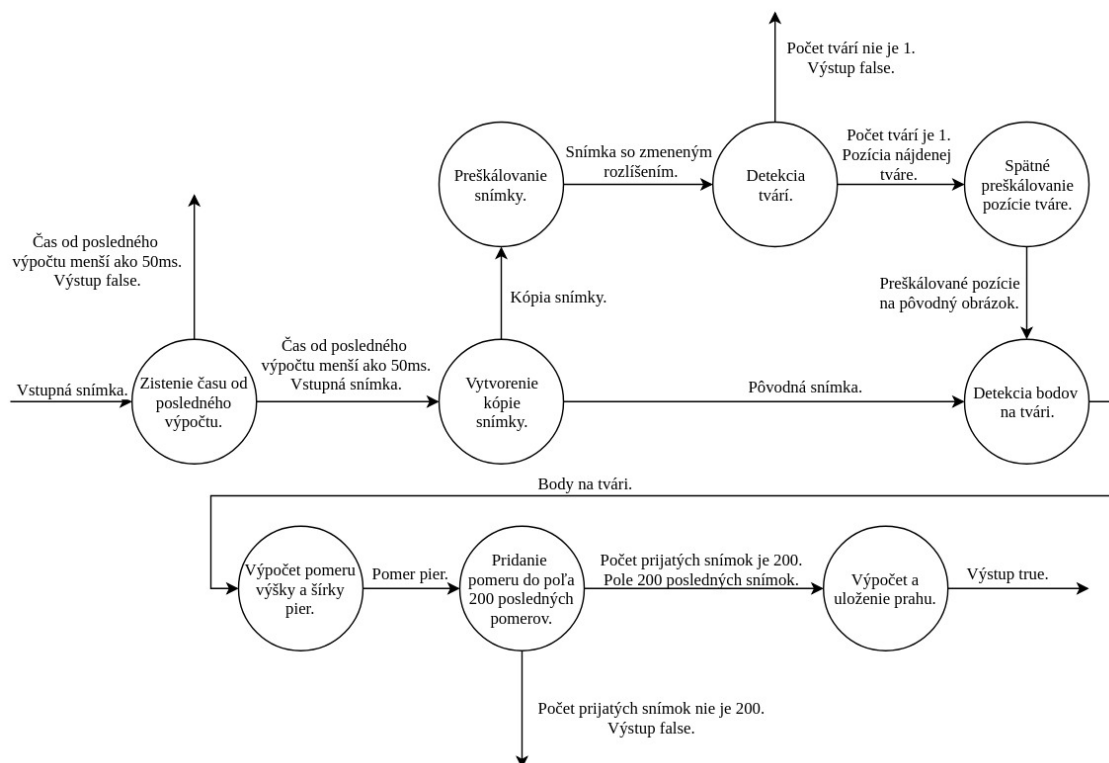 Počet tvárí nie je 1.
Výstup false.
Preškálovanie
snímky.
Snímka so zmeneným
rozlíšením.
Detekcia
tvárí.
Počet tvárí je 1.
Pozícia nájdenej
tváre.
Spätné
preškálovanie
pozície tváre.
Čas od posledného
výpočtu menší ako 50ms.
Výstup false.
Kópia snímky.
Preškálované pozície
na pôvodný obrázok.
Vstupná snímka.
Zistenie času od
posledného
výpočtu.
Čas od posledného
výpočtu menší ako 50ms.
Vstupná snímka.
Vytvorenie
kópie
snímky.
Pôvodná snímka.
Detekcia bodov
na tvári.
Body na tvári.
Výpočet pomeru
výšky a šírky
pier.
Pomer pier.
Pridanie
pomeru do poľa
200 posledných
pomerov.
Počet prijatých snímok je 200.
Pole 200 posledných snímok.
Výpočet a
uloženie prahu.
Výstup true.
Počet prijatých snímok nie je 200.
Výstup false.